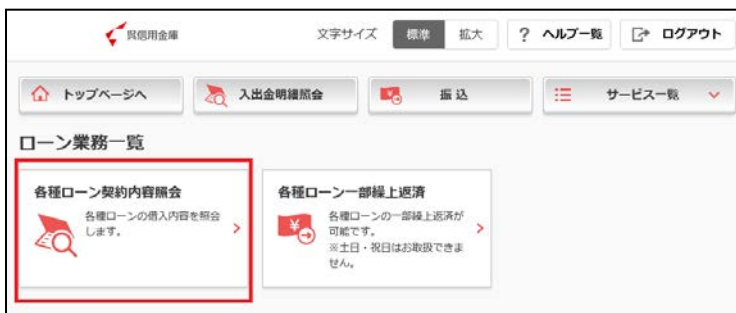 呉信用金庫
文字サイズ 標準 拡大 ? ヘルプ一覧 ログアウト
トップページへ 入出金明細照会 振込 サービス一覧
ローン業務一覧
各種ローン契約内容照会
各種ローンの借入内容を照会
します。
各種ローン一部繰上返済
各種ローンの一部繰上返済が
可能です。
※土日・祝日はお取扱できま
せん。